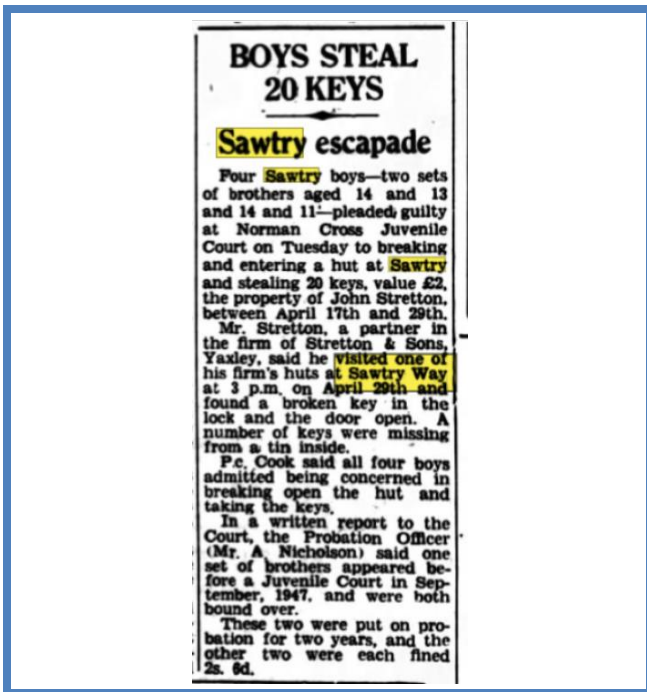 BOYS STEAL
20 KEYS
Sawtry escapade
Four Sawtry boys—two sets
of brothers aged 14 and 13
and 14 and 11—pleaded guilty
at Norman Cross Juvenile
Court on Tuesday to breaking
and entering a hut at Sawtry
and stealing 20 keys, value £2,
the property of John Stretton,
between April 17th and 29th.
Mr. Stretton, a partner in
the firm of Stretton & Sons,
Yaxley, said he visited one of
his firm's huts at Sawtry Way
at 3 p.m. on April 29th and
found a broken key in the
lock and the door open. A
number of keys were missing
from a tin inside.
P.c. Cook said all four boys
admitted being concerned in
breaking open the hut and
taking the keys.
In a written report to the
Court, the Probation Officer
(Mr. A. Nicholson) said one
set of brothers appeared be-
fore a Juvenile Court in Sep-
tember, 1947, and were both
bound over.
These two were put on pro-
bation for two years, and the
other two were each fined
2s. 6d.